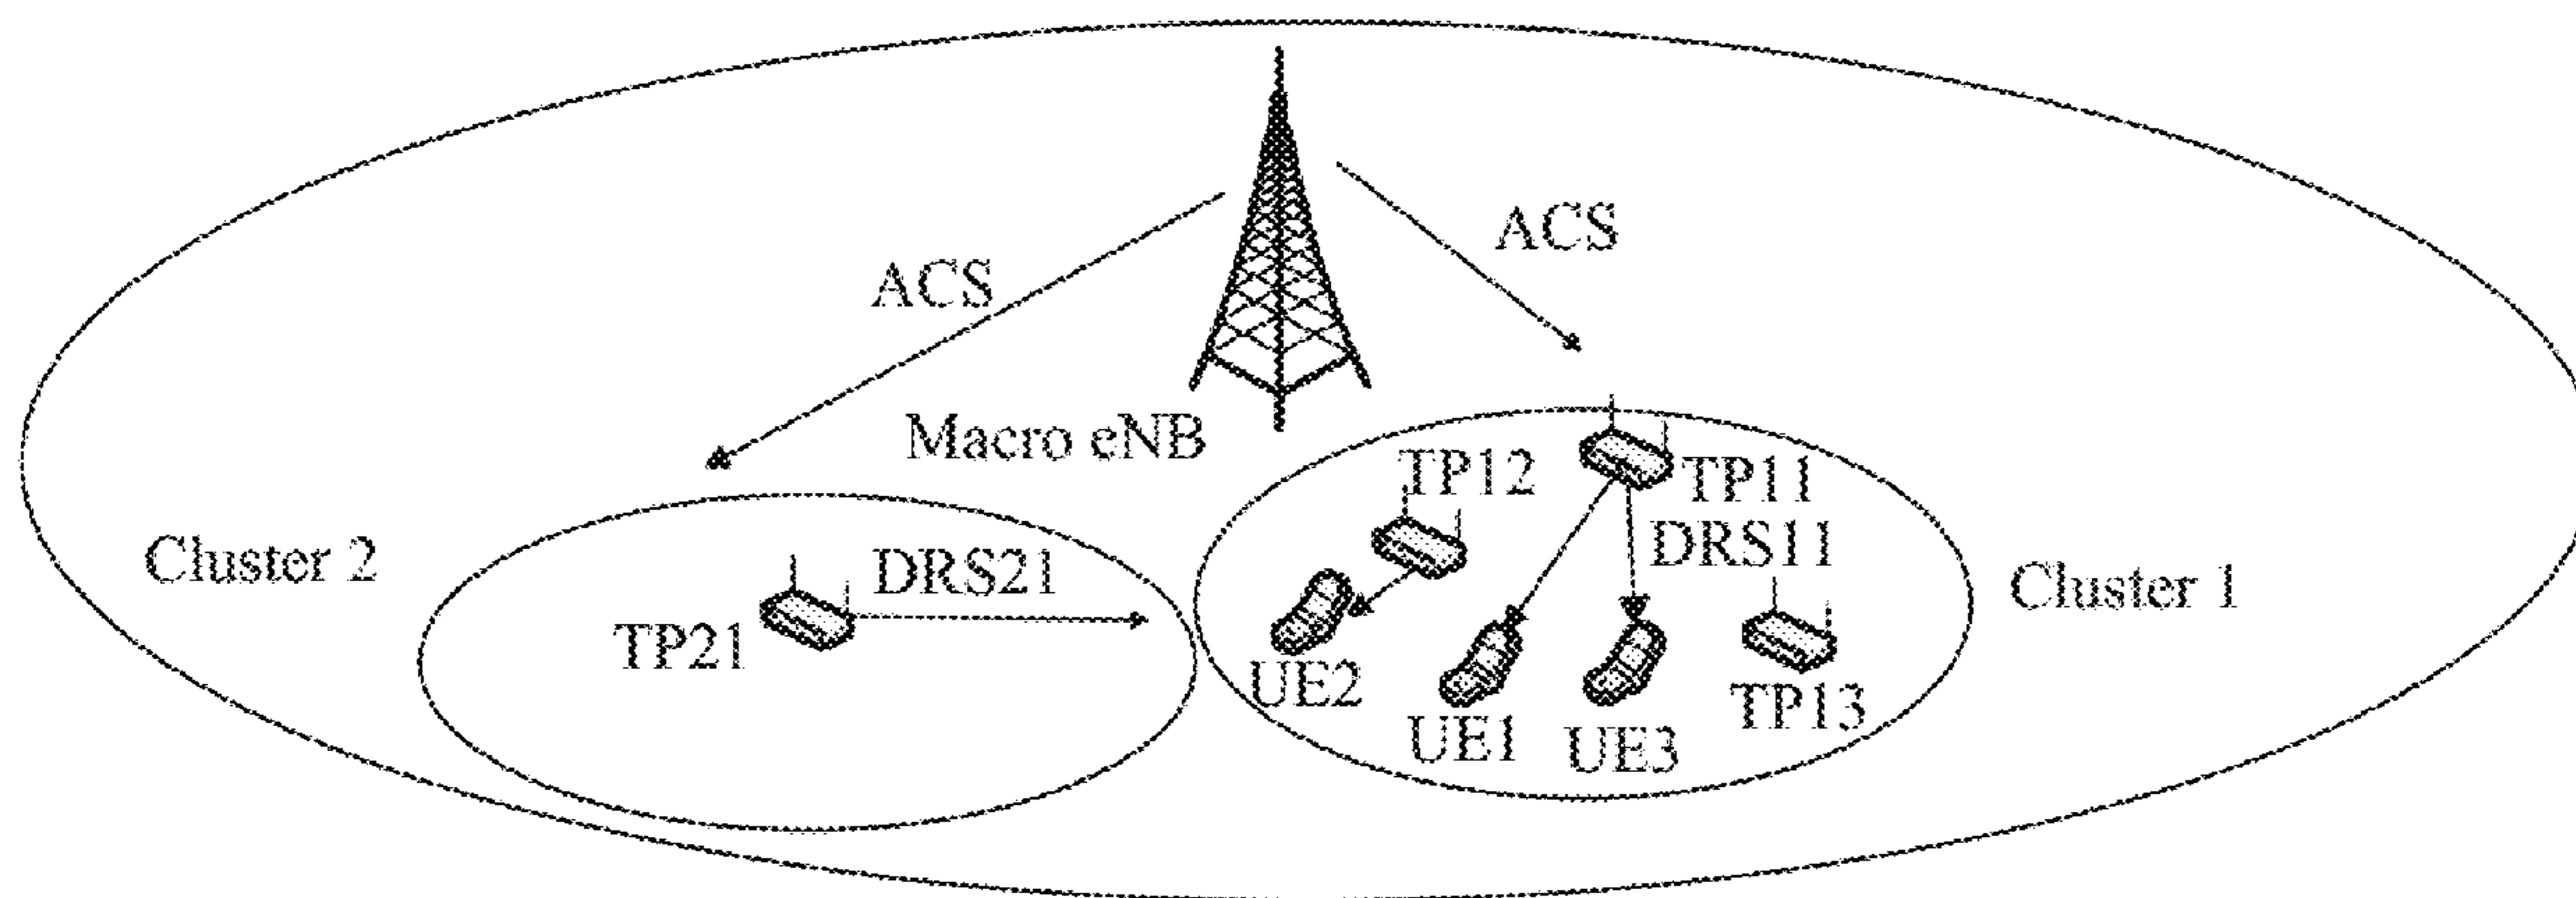 ACS
ACS
Macro eNB
TP12
TP11
Cluster 2
DRS21
DRS11
Cluster 1
TP21
UE2
TP13
UE1
UE3